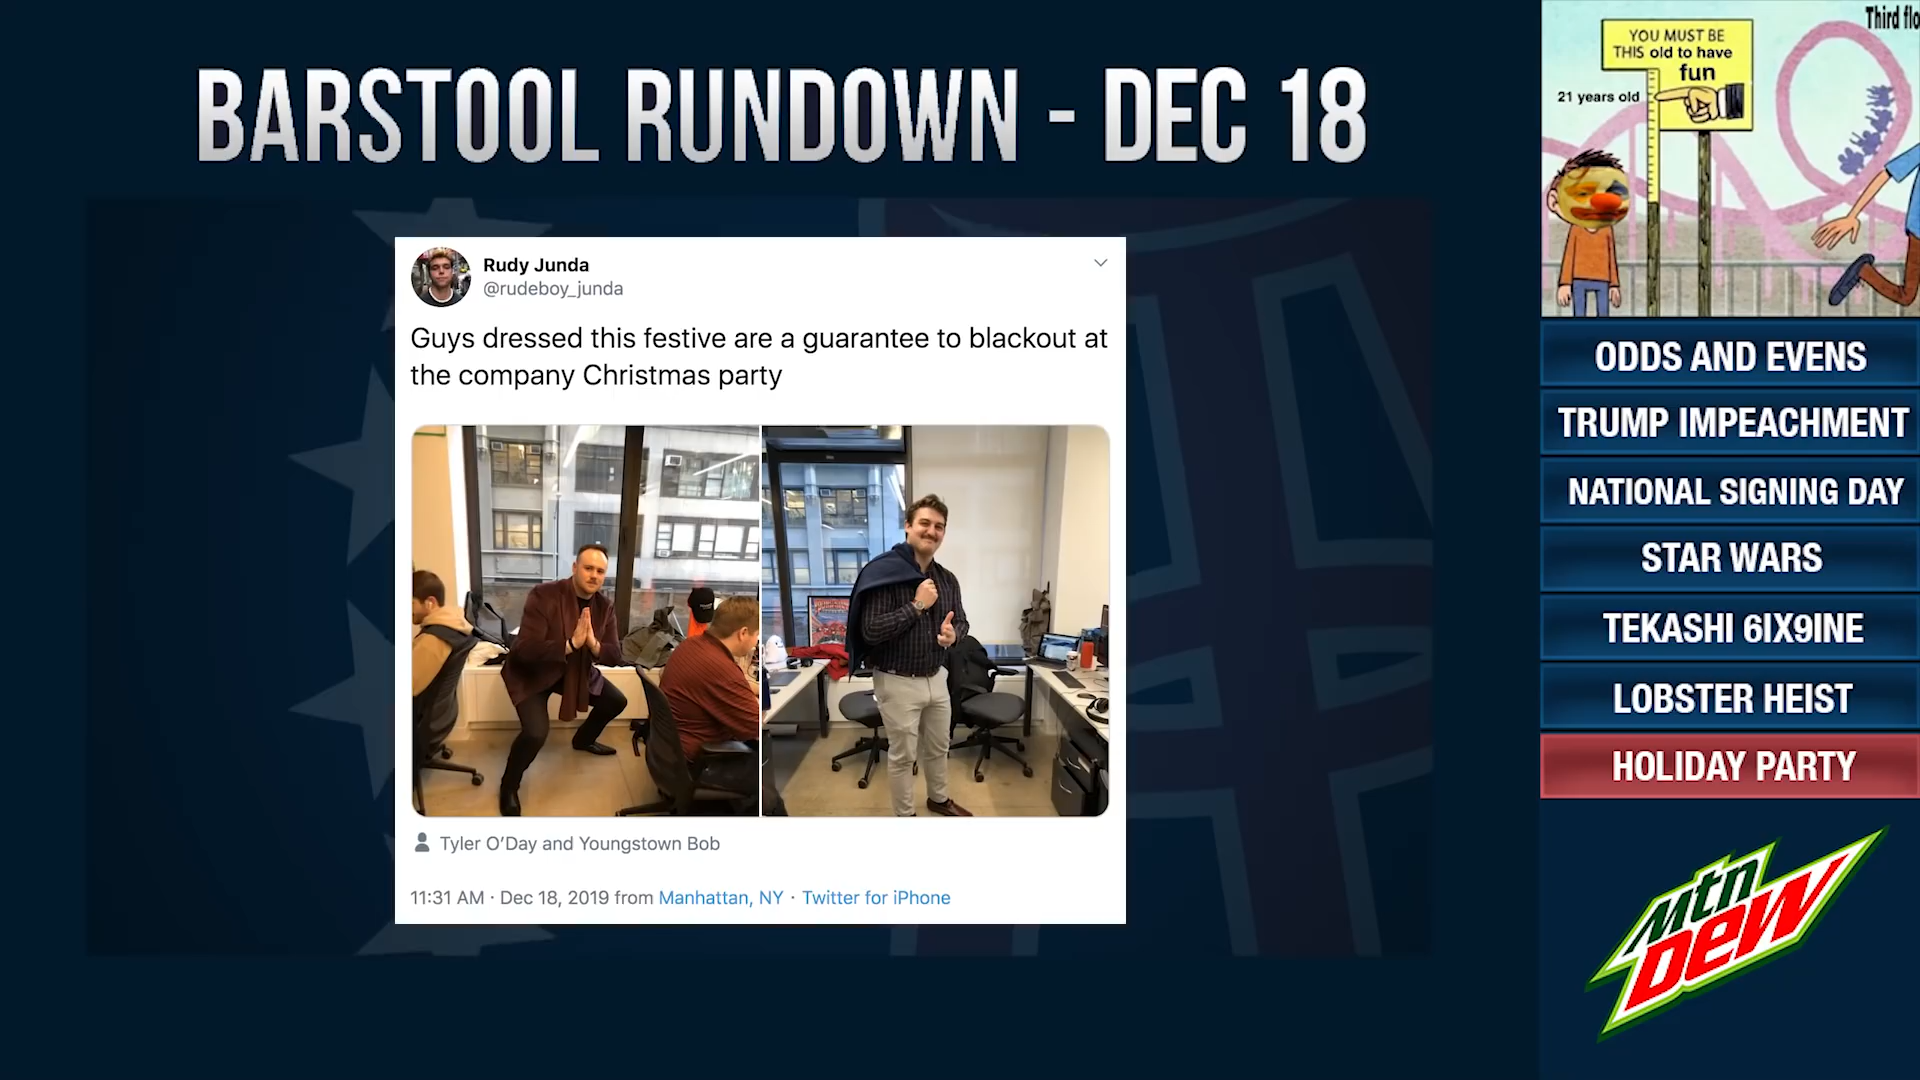 BARSTOOL RUNDOWN - DEC 18
Rudy Junda
@rudeboy_junda
Guys dressed this festive are a guarantee to blackout at
the company Christmas party
Tyler O'Day and Youngstown Bob
11:31 AM · Dec 18, 2019 from Manhattan, NY · Twitter for iPhone
Third
YOU MUST BE
THIS old to have
fun
21 years old
ODDS AND EVENS
TRUMP IMPEACHMENT
NATIONAL SIGNING DAY
STAR WARS
TEKASHI 6IX9INE
LOBSTER HEIST
HOLIDAY PARTY
Mtn
DEW